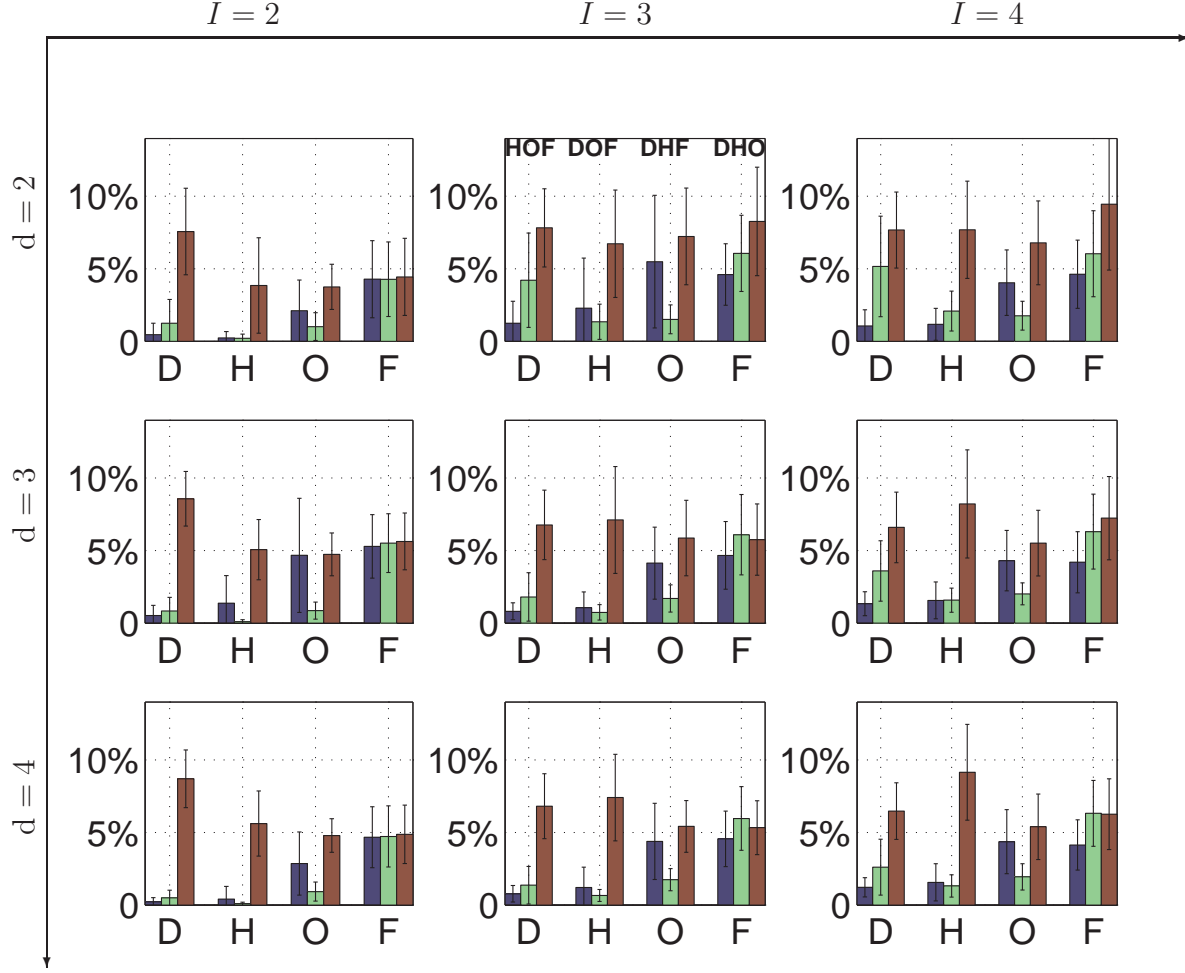 I = 2 I = 3 I = 4
d = 2
HOF DOF DHF DHO
10% 10% 10%
5% 5% 5%
0 0 0
D H O F D H O F D H O F
d = 3
10% 10% 10%
5% 5% 5%
0 0 0
D H O F D H O F D H O F
d = 4
10% 10% 10%
5% 5% 5%
0 0 0
D H O F D H O F D H O F